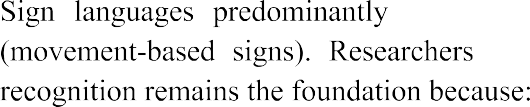 Sign languages predominantly
(movement-based signs). Researchers
recognition remains the foundation because: